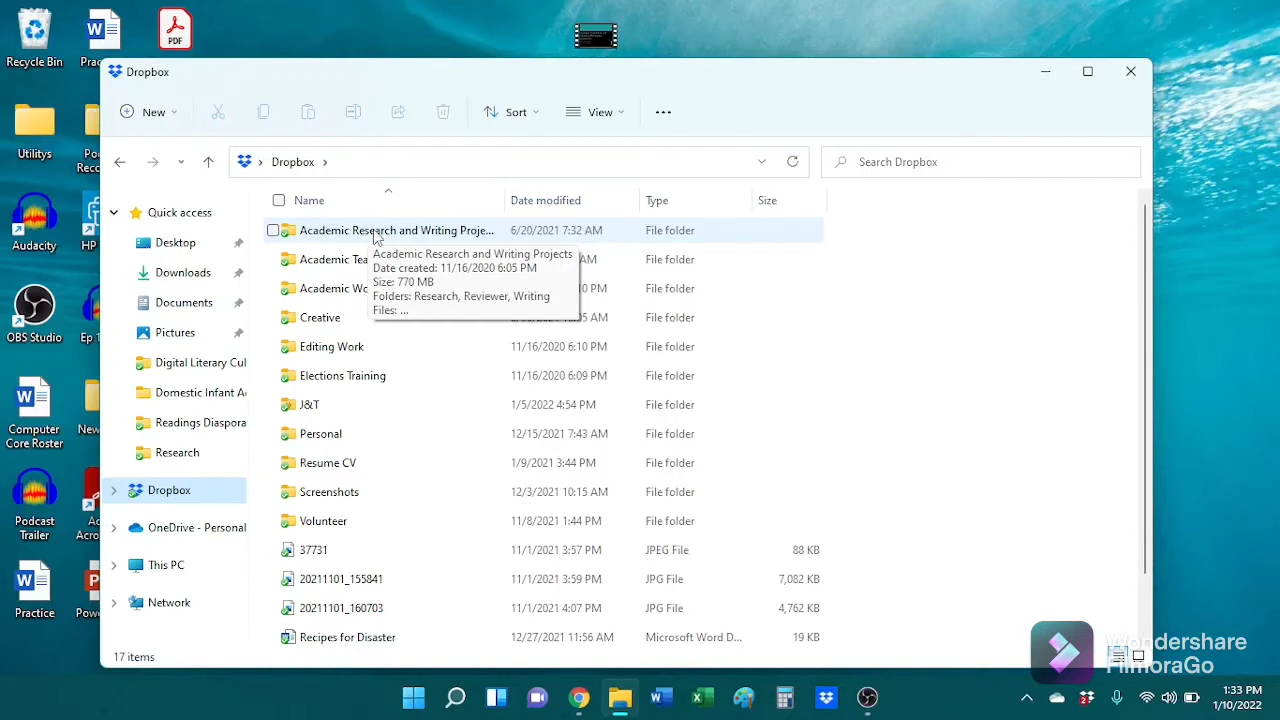 Recycle Bin
Prac
PDF
Dropbox
New
Sort
View
Utilitys
Dropbox
Search Dropbox
Name
Date modified
Type
Size
Quick access
Academic Research and Writing Proje...
6/20/2021 7:32 AM
File folder
Audacity
HP
Desktop
Academic Tea
AM
File folder
Academic Research and Writing Projects
Date created: 11/16/2020 6:05 PM
Size: 770 MB
Folders: Research, Reviewer, Writing
Files: ...
Downloads
Academic Wo
PM
File folder
Documents
Creative
AM
File folder
OBS Studio
Ep 1
Pictures
Editing Work
11/16/2020 6:10 PM
File folder
Digital Literary Cul
Elections Training
11/16/2020 6:09 PM
File folder
Domestic Infant A
J&T
1/5/2022 4:54 PM
File folder
Computer
Core Roster
New
Readings Diaspora
Personal
12/15/2021 7:43 AM
File folder
Research
Resume CV
1/9/2021 3:44 PM
File folder
Dropbox
Screenshots
12/3/2021 10:15 AM
File folder
Podcast
Trailer
Ac
Acro
OneDrive - Personal
Volunteer
11/8/2021 1:44 PM
File folder
This PC
37731
11/1/2021 3:57 PM
JPEG File
88 KB
20211101_155841
11/1/2021 3:59 PM
JPG File
7,082 KB
Network
20211101_160703
11/1/2021 4:07 PM
JPG File
4,762 KB
Practice
Pow
Recipes for Disaster
12/27/2021 11:56 AM
Microsoft Word D...
19 KB
17 items
Wondershare
FilmoraGo
2
1:33 PM
1/10/2022